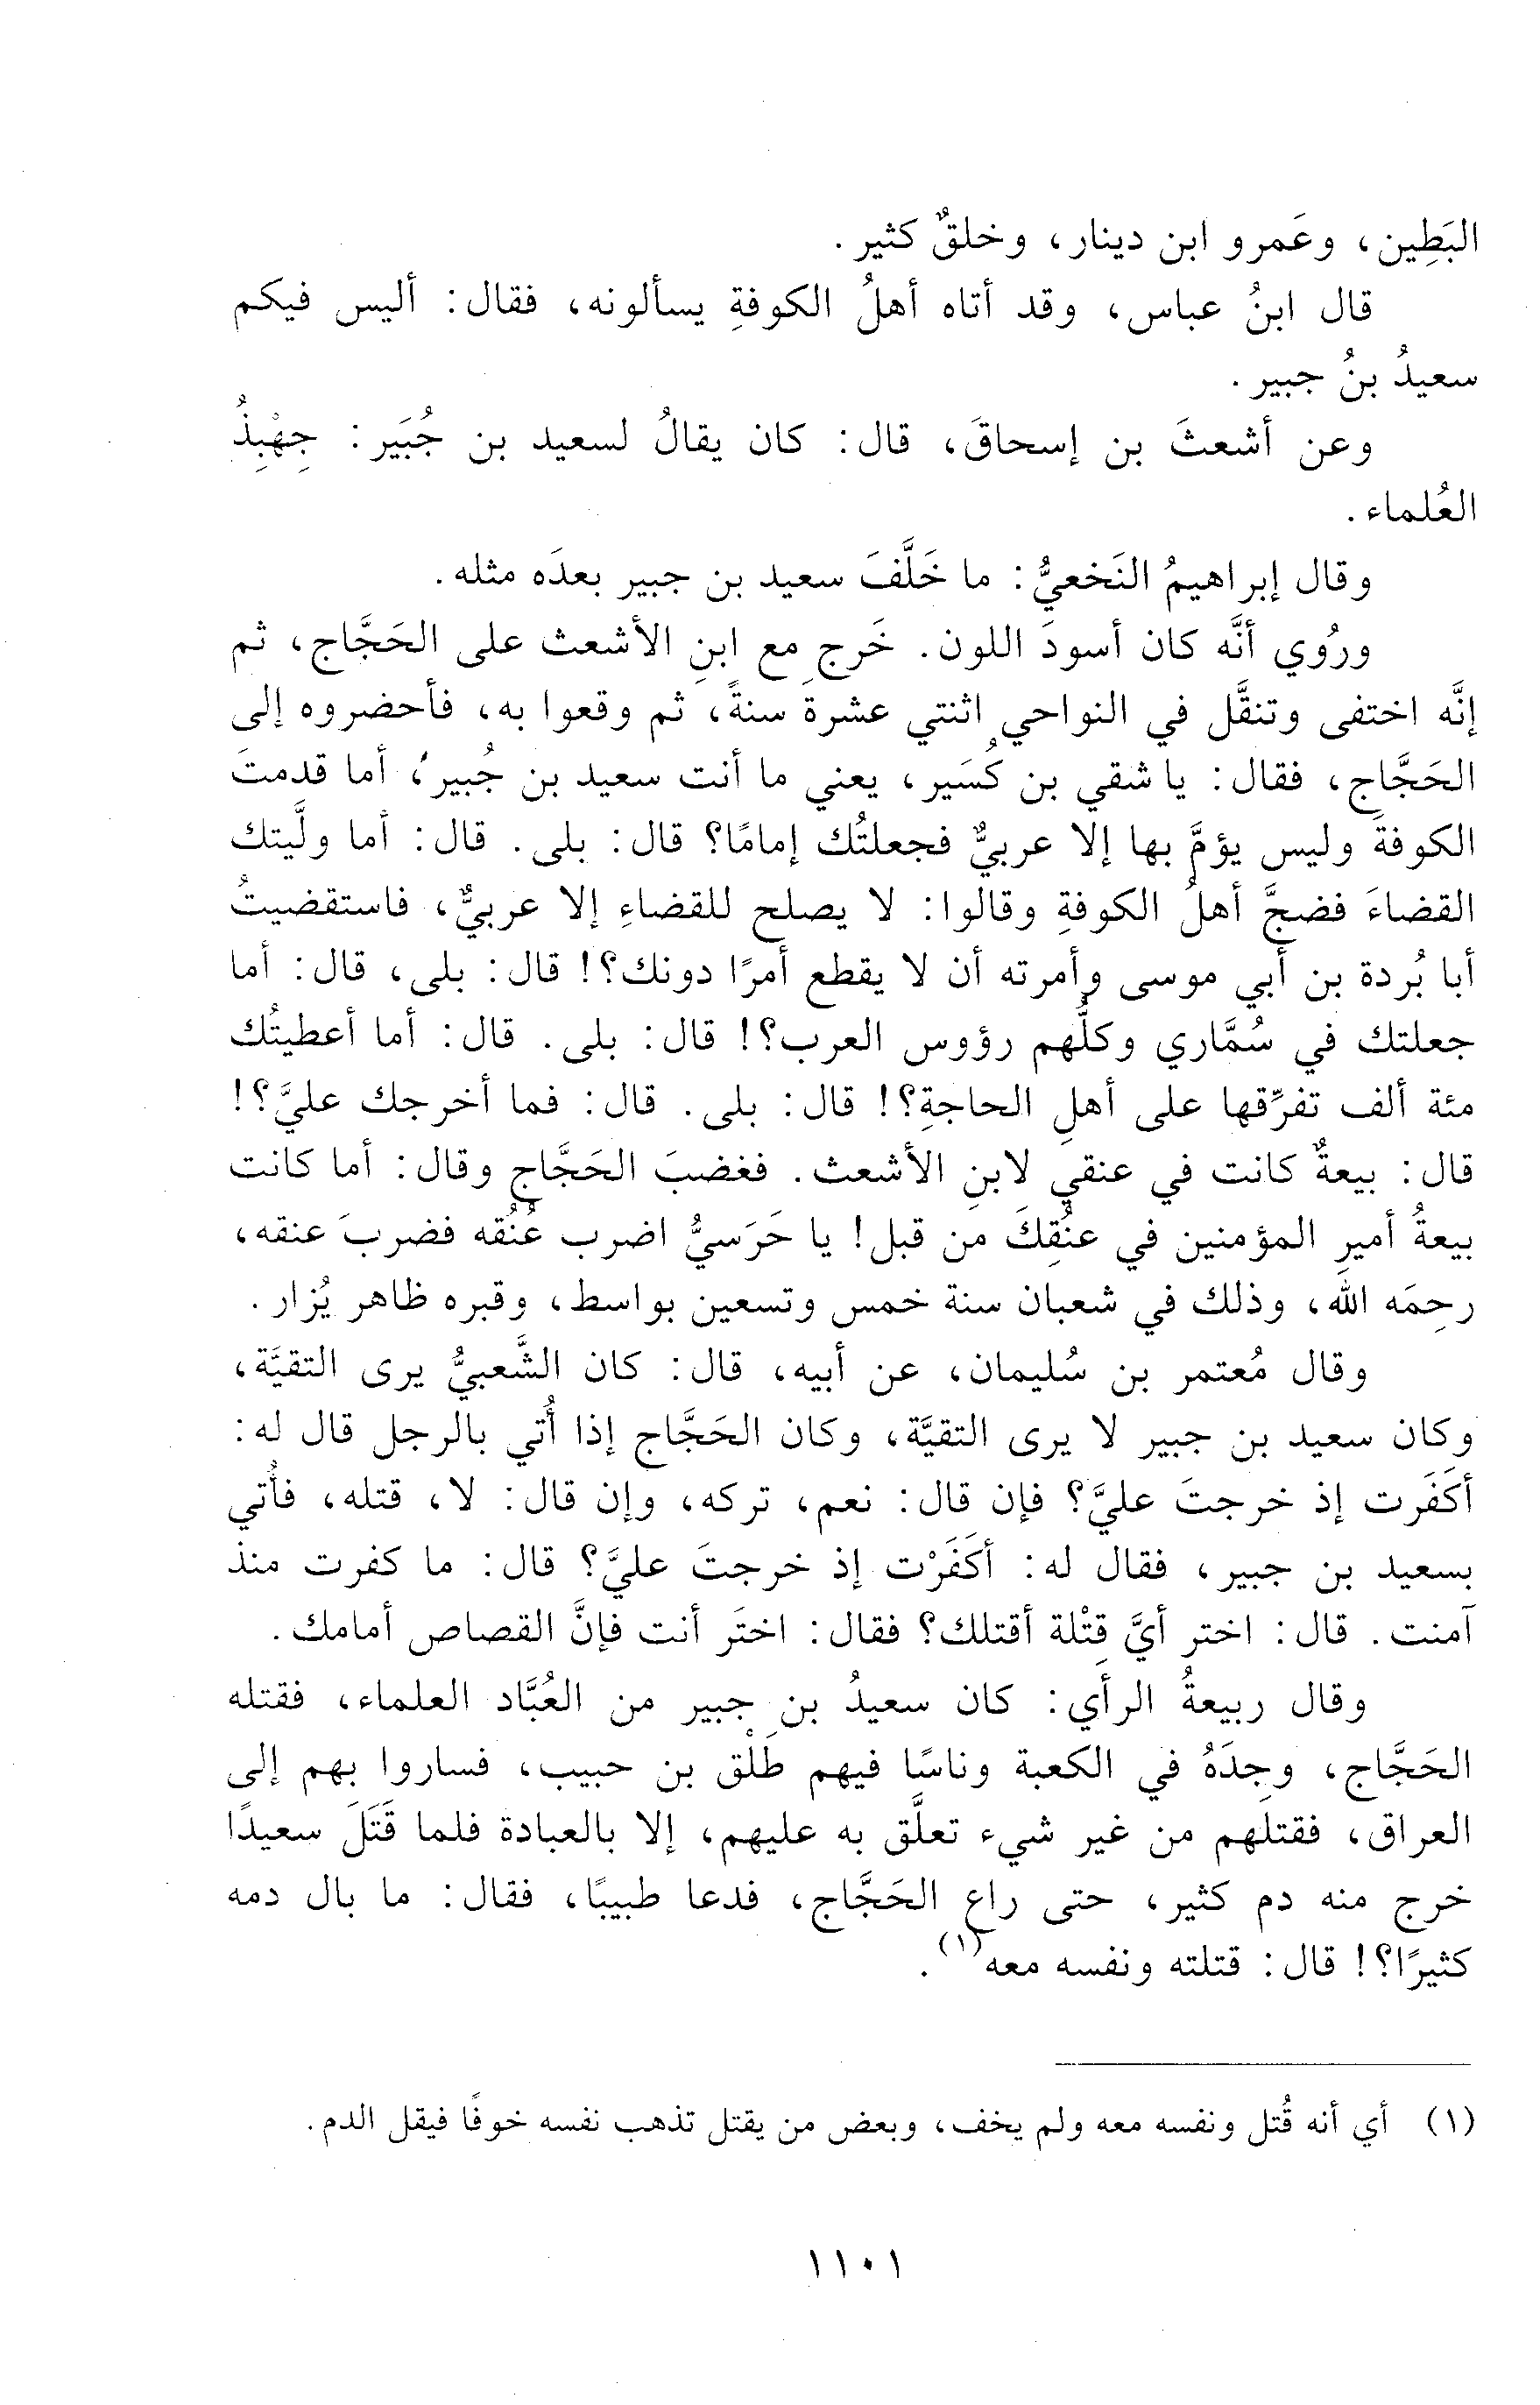 البَطِين، وعَمرو ابن دينار، وخلقٌ كثير.
قال ابنُ عباس، وقد أتاه أهلُ الكوفةِ يسألونه، فقال: أليس فيكم
سعيدُ بنُ جبير.
وعن أشعثَ بن إسحاقَ، قال: كان يقالُ لسعيد بن جُبَير: جِهْبِذُ
العُلماء.
وقال إبراهيمُ النَخعيُّ: ما خَلَّفَ سعيد بن جبير بعدَه مثله.
ورُوي أنَّه كان أسودَ اللون. خَرج مع ابنِ الأشعث على الحَجَّاج، ثم
إنَّه اختفى وتنقَّل في النواحي اثنتي عشرة سنةً، ثم وقعوا به، فأحضروه إلى
الحَجَّاج، فقال: يا شقي بن كُسَير، يعني ما أنت سعيد بن جُبير، أما قدمتَ
الكوفةَ وليس يؤمَّ بها إلا عربيٌّ فجعلتُك إمامًا؟ قال: بلى. قال: أما ولَّيتك
القضاءَ فضجَّ أهلُ الكوفةِ وقالوا: لا يصلح للقضاءِ إلا عربيٌّ، فاستقضيتُ
أبا بُردة بن أبي موسى وأمرته أن لا يقطع أمرًا دونك؟! قال: بلى، قال: أما
جعلتك في سُمَّاري وكلُّهم رؤوس العرب؟! قال: بلى. قال: أما أعطيتُك
مئة ألف تفرِّقها على أهلِ الحاجةِ؟! قال: بلى. قال: فما أخرجك عليَّ؟!
قال: بيعةٌ كانت في عنقي لابنِ الأشعث. فغضبَ الحَجَّاج وقال: أما كانت
بيعةُ أميرِ المؤمنين في عنُقِكَ من قبل! يا حَرَسيُّ اضرب عُنُقه فضربَ عنقه،
رحِمَه الله، وذلك في شعبان سنة خمس وتسعين بواسط، وقبره ظاهر يُزار.
وقال مُعتمر بن سُليمان، عن أبيه، قال: كان الشَّعبيُّ يرى التقيَّة،
وكان سعيد بن جبير لا يرى التقيَّة، وكان الحَجَّاج إذا أُتي بالرجل قال له:
أكَفَرت إذ خرجتَ عليَّ؟ فإن قال: نعم، تركه، وإن قال: لا، قتله، فأُتي
بسعيد بن جبير، فقال له: أكَفَرْت إذ خرجتَ عليَّ؟ قال: ما كفرت منذ
آمنت. قال: اختر أيَّ قِتْلة أقتلك؟ فقال: اختَر أنت فإنَّ القصاص أمامك.
وقال ربيعةُ الرأي: كان سعيدُ بن جبير من العُبَّاد العلماء، فقتله
الحَجَّاج، وجِدَهُ في الكعبة وناسًا فيهم طَلْق بن حبيب، فساروا بهم إلى
العراق، فقتلهم من غير شيء تعلَّق به عليهم، إلا بالعبادة فلما قَتَلَ سعيدًا
خرج منه دم كثير، حتى راع الحَجَّاج، فدعا طبيبًا، فقال: ما بال دمه
كثيرًا؟! قال: قتلته ونفسه معه(١).
(١) أي أنه قُتل ونفسه معه ولم يخف، وبعض من يقتل تذهب نفسه خوفًا فيقل الدم.
١١٠١